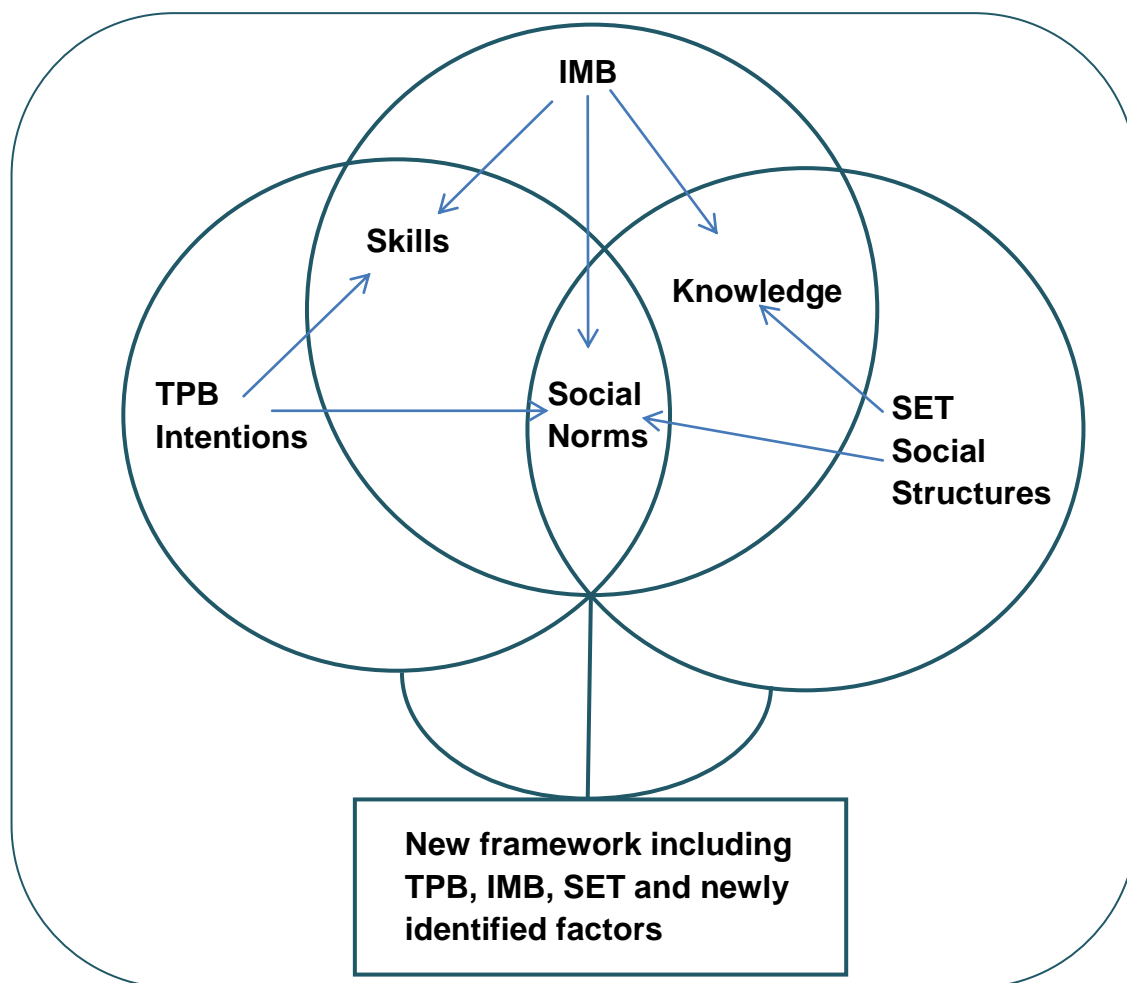 IMB
Skills
Knowledge
TPB
Intentions
Social
Norms
SET
Social
Structures
New framework including
TPB, IMB, SET and newly
identified factors